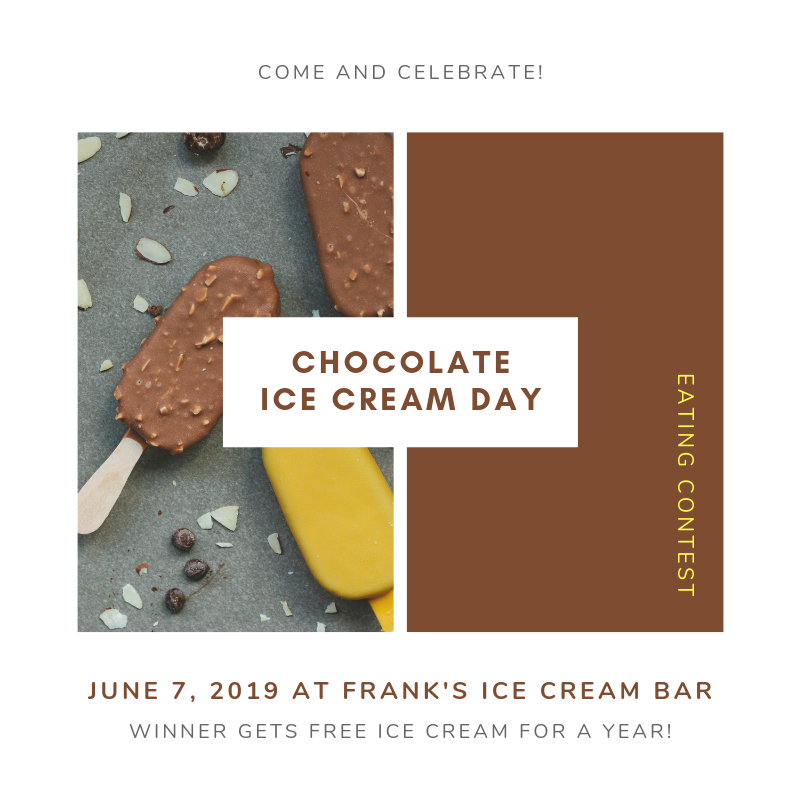 COME AND CELEBRATE!
CHOCOLATE
ICE CREAM DAY
EATING CONTEST
JUNE 7, 2019 AT FRANK'S ICE CREAM BAR
WINNER GETS FREE ICE CREAM FOR A YEAR!